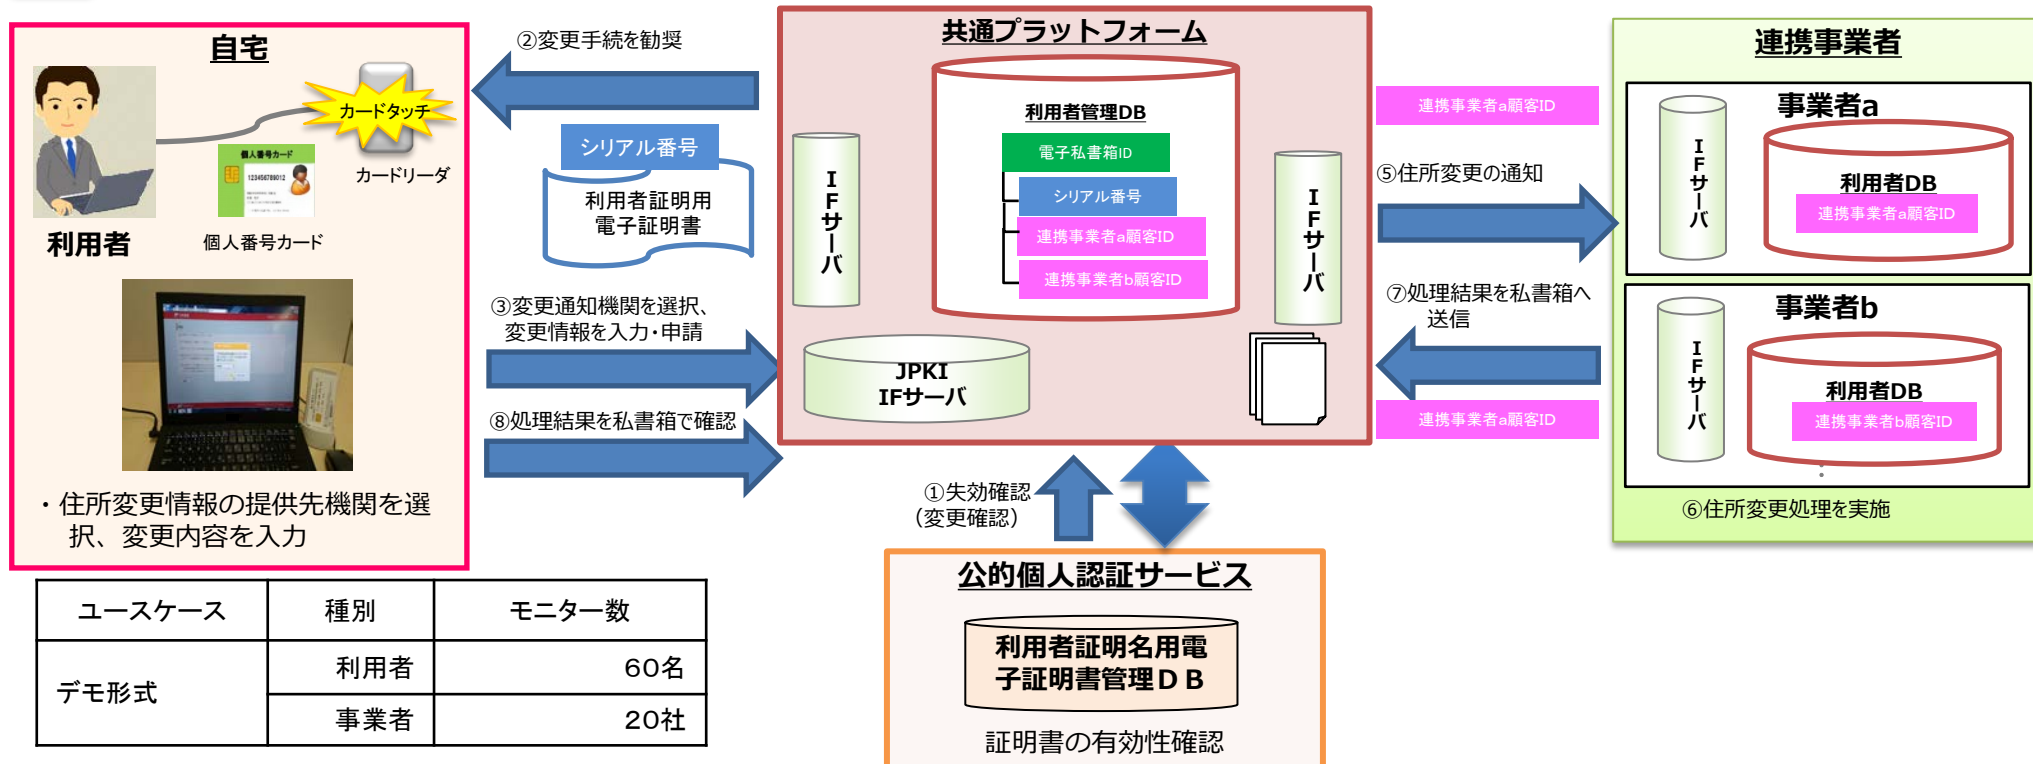 自宅
カードタッチ
個人番号カード
123456789012
カードリーダ
利用者
個人番号カード
・住所変更情報の提供先機関を選
択、変更内容を入力
②変更手続を勧奨
シリアル番号
利用者証明用
電子証明書
③変更通知機関を選択、
変更情報を入力・申請
⑧処理結果を私書箱で確認
共通プラットフォーム
利用者管理DB
電子私書箱ID
シリアル番号
連携事業者a顧客ID
連携事業者b顧客ID
IFサーバ
IFサーバ
JPKI
IFサーバ
①失効確認
（変更確認）
公的個人認証サービス
利用者証明名用電
子証明書管理ＤＢ
証明書の有効性確認
連携事業者a顧客ID
⑤住所変更の通知
⑦処理結果を私書箱へ
送信
連携事業者a顧客ID
連携事業者
事業者a
IFサーバ
利用者DB
連携事業者a顧客ID
事業者b
IFサーバ
利用者DB
連携事業者b顧客ID
⑥住所変更処理を実施
ユースケース 種別 モニター数
デモ形式 利用者 60名
事業者 20社